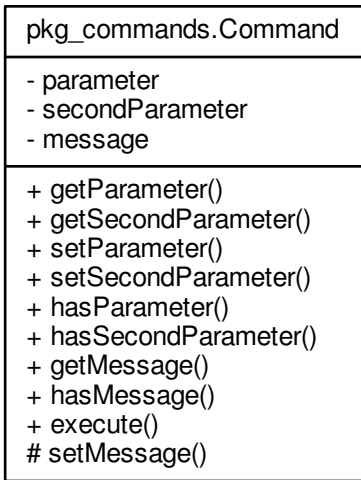 pkg_commands.Command
- parameter
- secondParameter
- message
+ getParameter()
+ getSecondParameter()
+ setParameter()
+ setSecondParameter()
+ hasParameter()
+ hasSecondParameter()
+ getMessage()
+ hasMessage()
+ execute()
# setMessage()